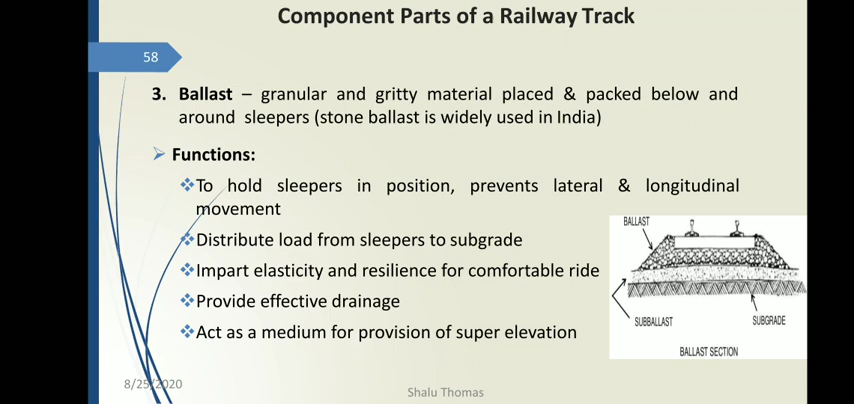 Component Parts of a Railway Track
58
3. Ballast – granular and gritty material placed & packed below and
around sleepers (stone ballast is widely used in India)
Functions:
To hold sleepers in position, prevents lateral & longitudinal
movement
Distribute load from sleepers to subgrade
Impart elasticity and resilience for comfortable ride
Provide effective drainage
Act as a medium for provision of super elevation
BALLAST
SUBBALLAST
SUBGRADE
BALLAST SECTION
8/25/2020
Shalu Thomas